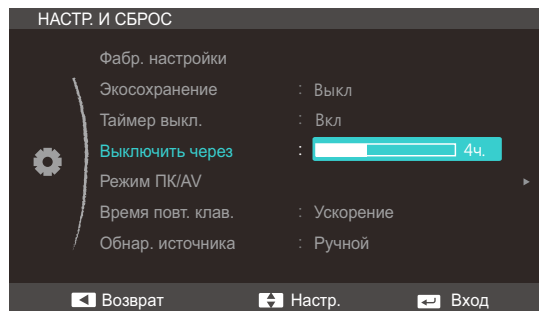 НАСТР. И СБРОС
Фабр. настройки
Экосохранение : Выкл
Таймер выкл. : Вкл
Выключить через : 4ч.
Режим ПК/AV
Время повт. клав. : Ускорение
Обнар. источника : Ручной
Возврат Настр. Вход